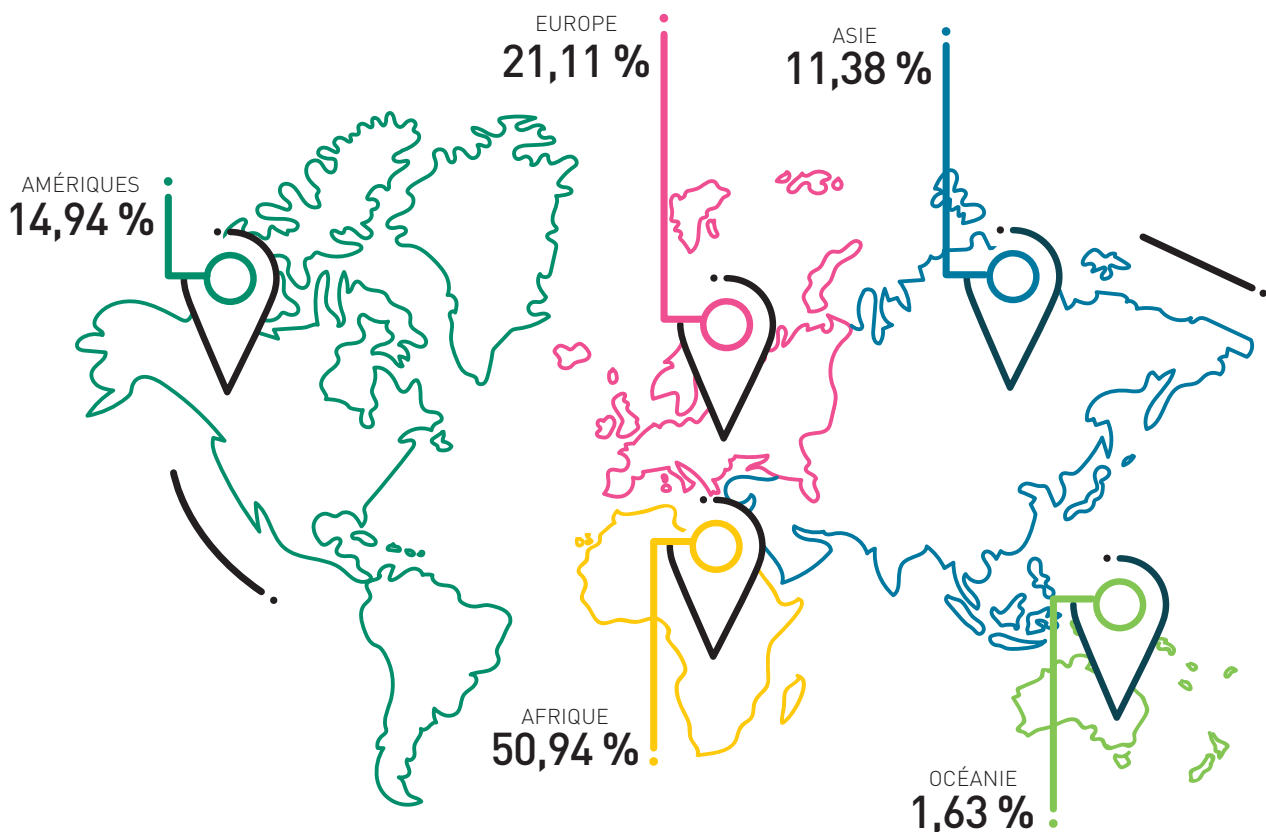 EUROPE
21,11 %
ASIE
11,38 %
AMÉRIQUES
14,94 %
AFRIQUE
50,94 %
OCÉANIE
1,63 %